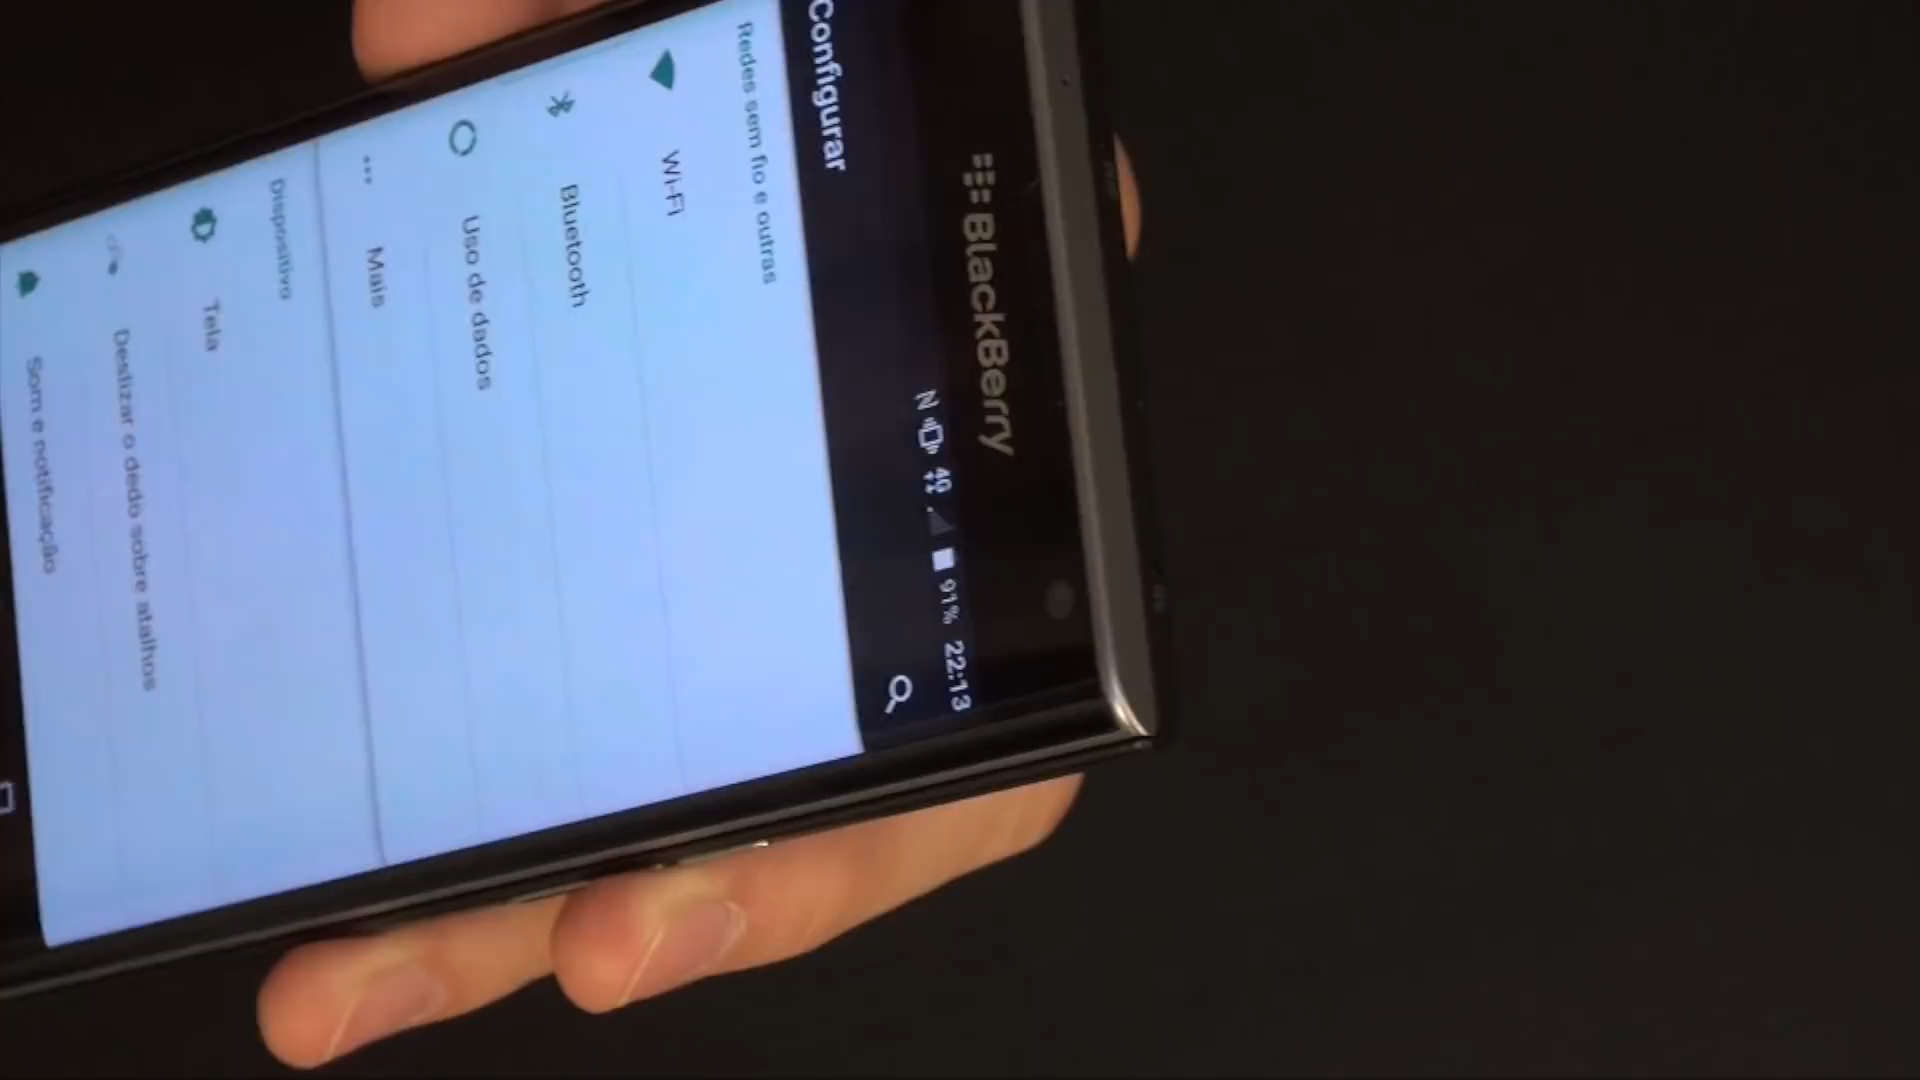 BlackBerry
4G 91% 22:13
Configurar
Redes sem fio e outras
Wi-Fi
Bluetooth
Uso de dados
Mais
Dispositivo
Tela
Deslizar o dedo sobre atalhos
Som e notificação